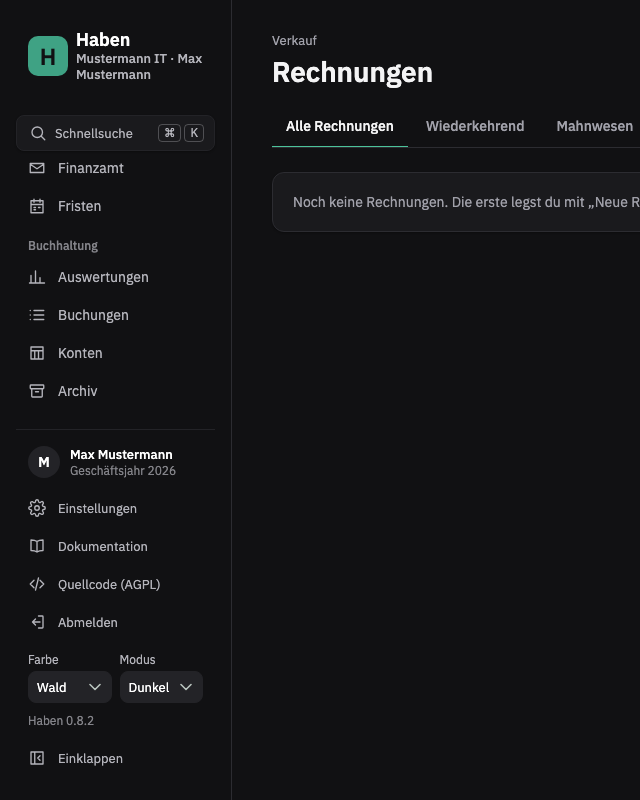 H
Haben
Mustermann IT · Max
Mustermann
Schnellsuche ⌘ K
Finanzamt
Fristen
Buchhaltung
Auswertungen
Buchungen
Konten
Archiv
M
Max Mustermann
Geschäftsjahr 2026
Einstellungen
Dokumentation
Quellcode (AGPL)
Abmelden
Farbe Modus
Wald Dunkel
Haben 0.8.2
Einklappen
Verkauf
Rechnungen
Alle Rechnungen Wiederkehrend Mahnwesen
Noch keine Rechnungen. Die erste legst du mit „Neue R